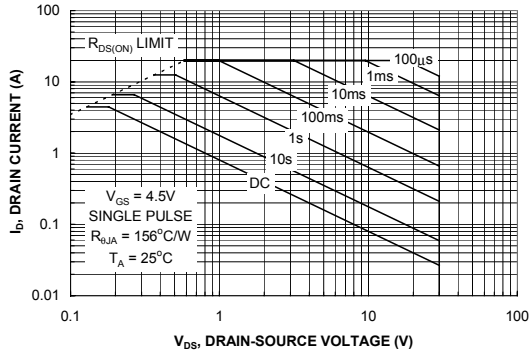 100
10
1
0.1
0.01
0.1
1
10
100
I_D, DRAIN CURRENT (A)
V_DS, DRAIN-SOURCE VOLTAGE (V)
R_DS(ON) LIMIT
100µs
1ms
10ms
100ms
1s
10s
DC
V_GS = 4.5V
SINGLE PULSE
R_θJA = 156°C/W
T_A = 25°C